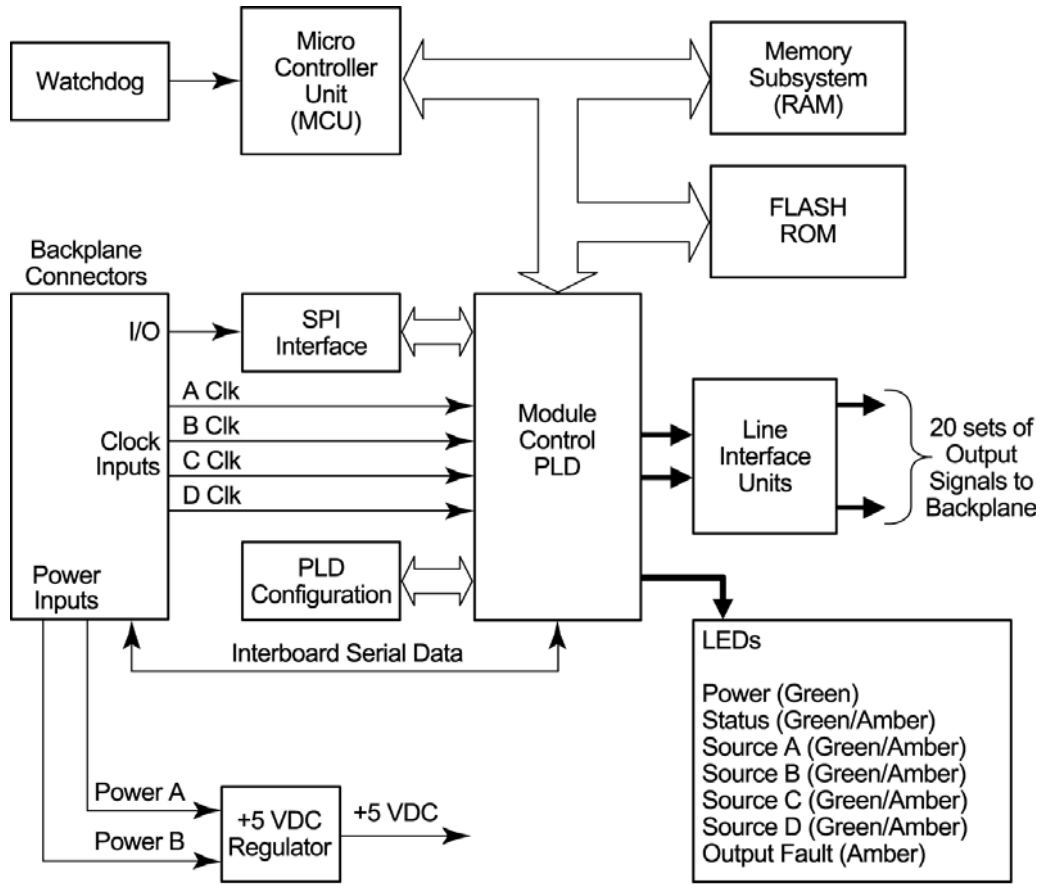 Watchdog
Micro
Controller
Unit
(MCU)
Memory
Subsystem
(RAM)
FLASH
ROM
Backplane
Connectors
I/O
SPI
Interface
A Clk
B Clk
C Clk
D Clk
Clock
Inputs
Module
Control
PLD
Line
Interface
Units
20 sets of
Output
Signals to
Backplane
PLD
Configuration
Power
Inputs
Interboard Serial Data
LEDs
Power (Green)
Status (Green/Amber)
Source A (Green/Amber)
Source B (Green/Amber)
Source C (Green/Amber)
Source D (Green/Amber)
Output Fault (Amber)
Power A
Power B
+5 VDC
Regulator
+5 VDC